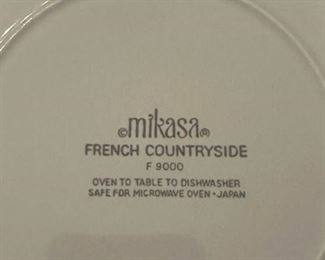 ©mikasa®
FRENCH COUNTRYSIDE
F 9000
OVEN TO TABLE TO DISHWASHER
SAFE FOR MICROWAVE OVEN • JAPAN